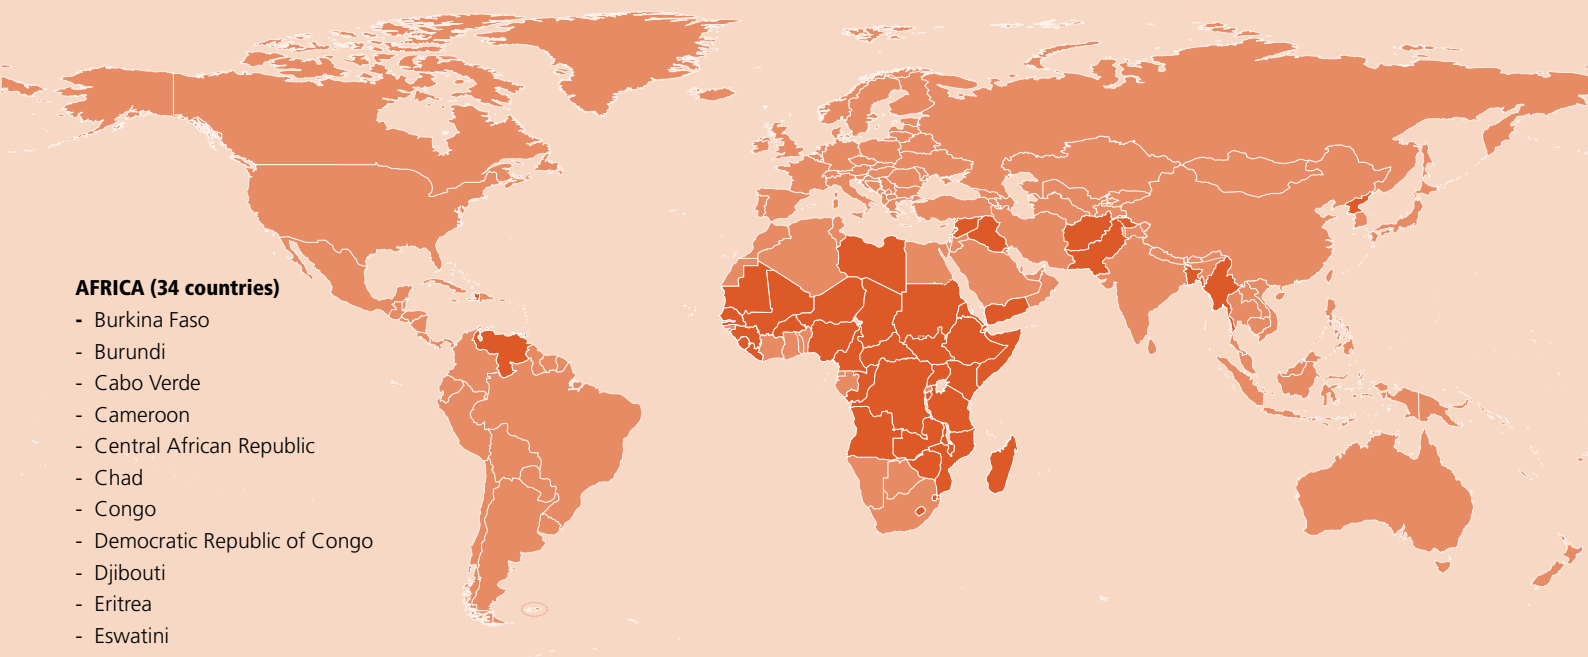 AFRICA (34 countries)
- Burkina Faso
- Burundi
- Cabo Verde
- Cameroon
- Central African Republic
- Chad
- Congo
- Democratic Republic of Congo
- Djibouti
- Eritrea
- Eswatini